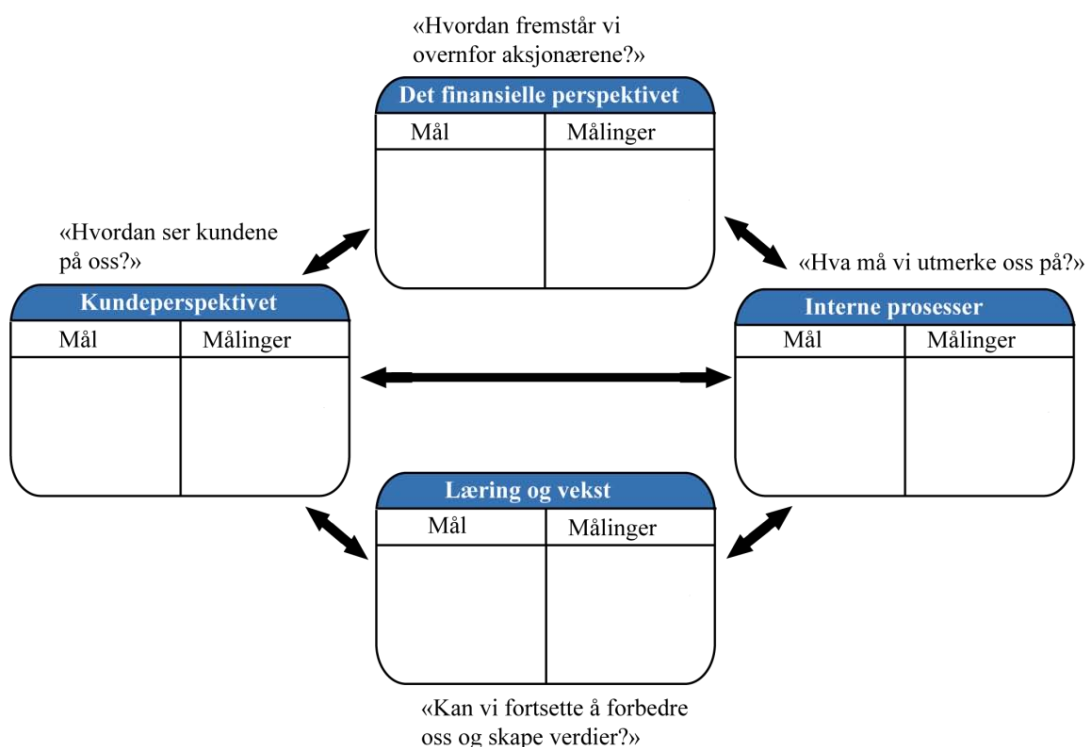 «Hvordan fremstår vi
overnfor aksjonærene?»
Det finansielle perspektivet
Mål Målinger
«Hvordan ser kundene
på oss?»
Kundeperspektivet
Mål Målinger
«Hva må vi utmerke oss på?»
Interne prosesser
Mål Målinger
Læring og vekst
Mål Målinger
«Kan vi fortsette å forbedre
oss og skape verdier?»